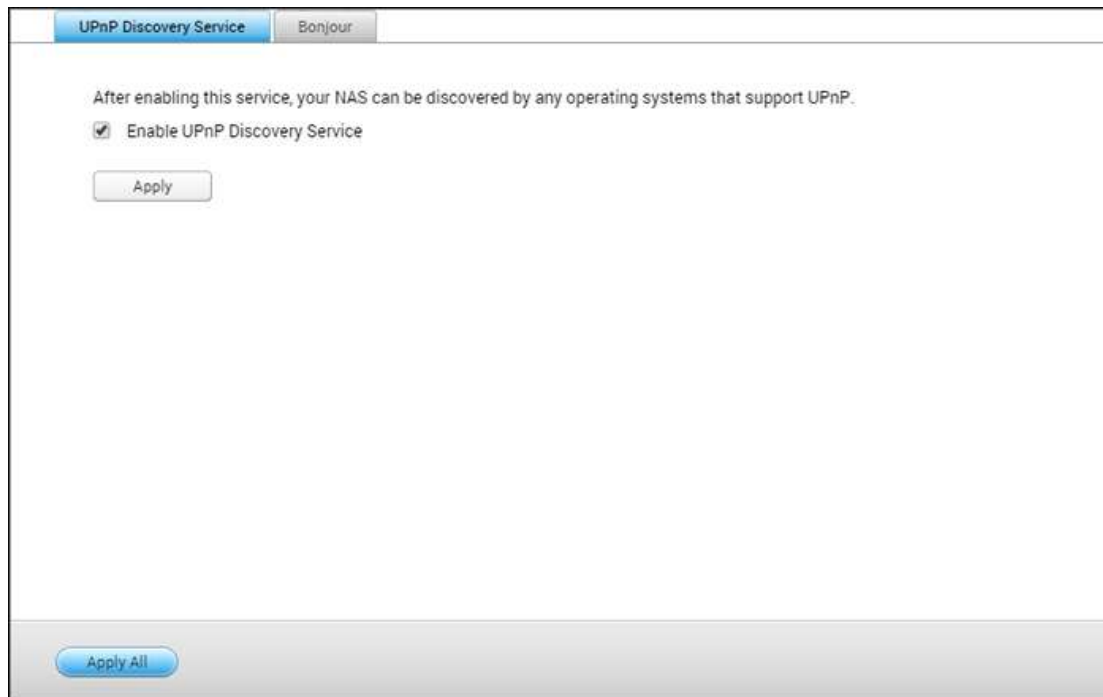 UPnP Discovery Service Bonjour
After enabling this service, your NAS can be discovered by any operating systems that support UPnP.
Enable UPnP Discovery Service
Apply
Apply All